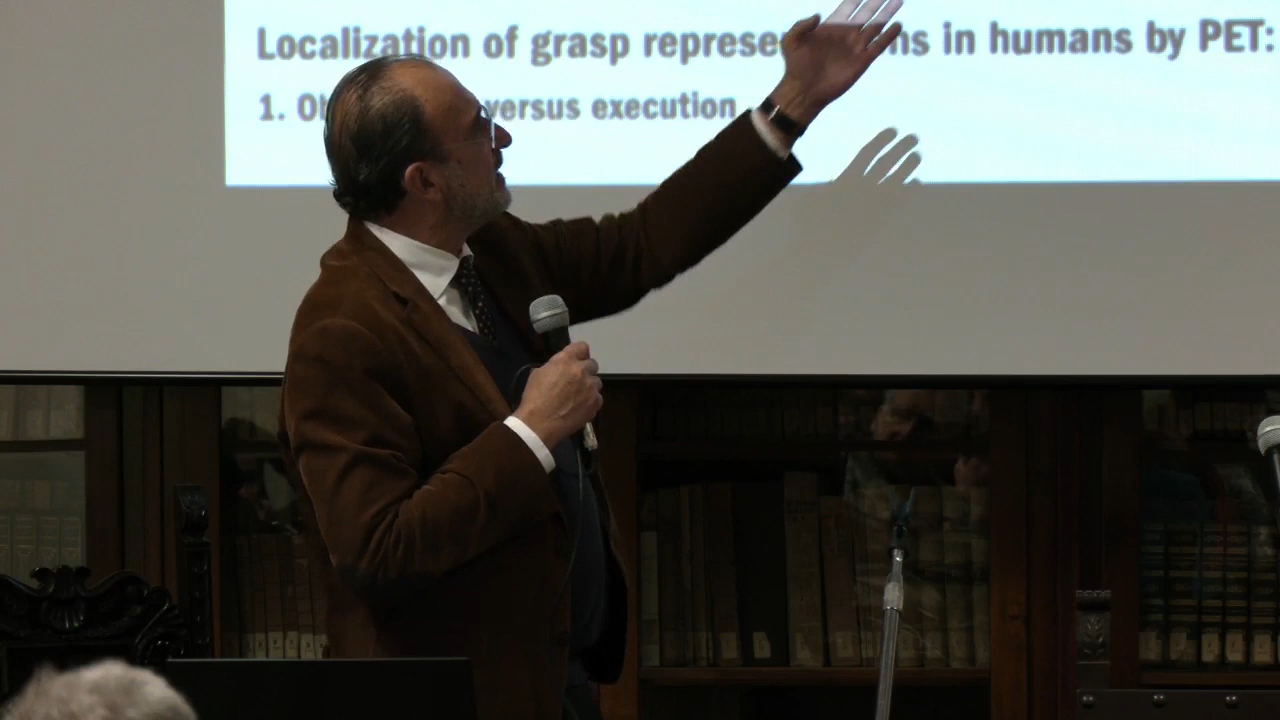 Localization of grasp represe ns in humans by PET:
1. Ob versus execution